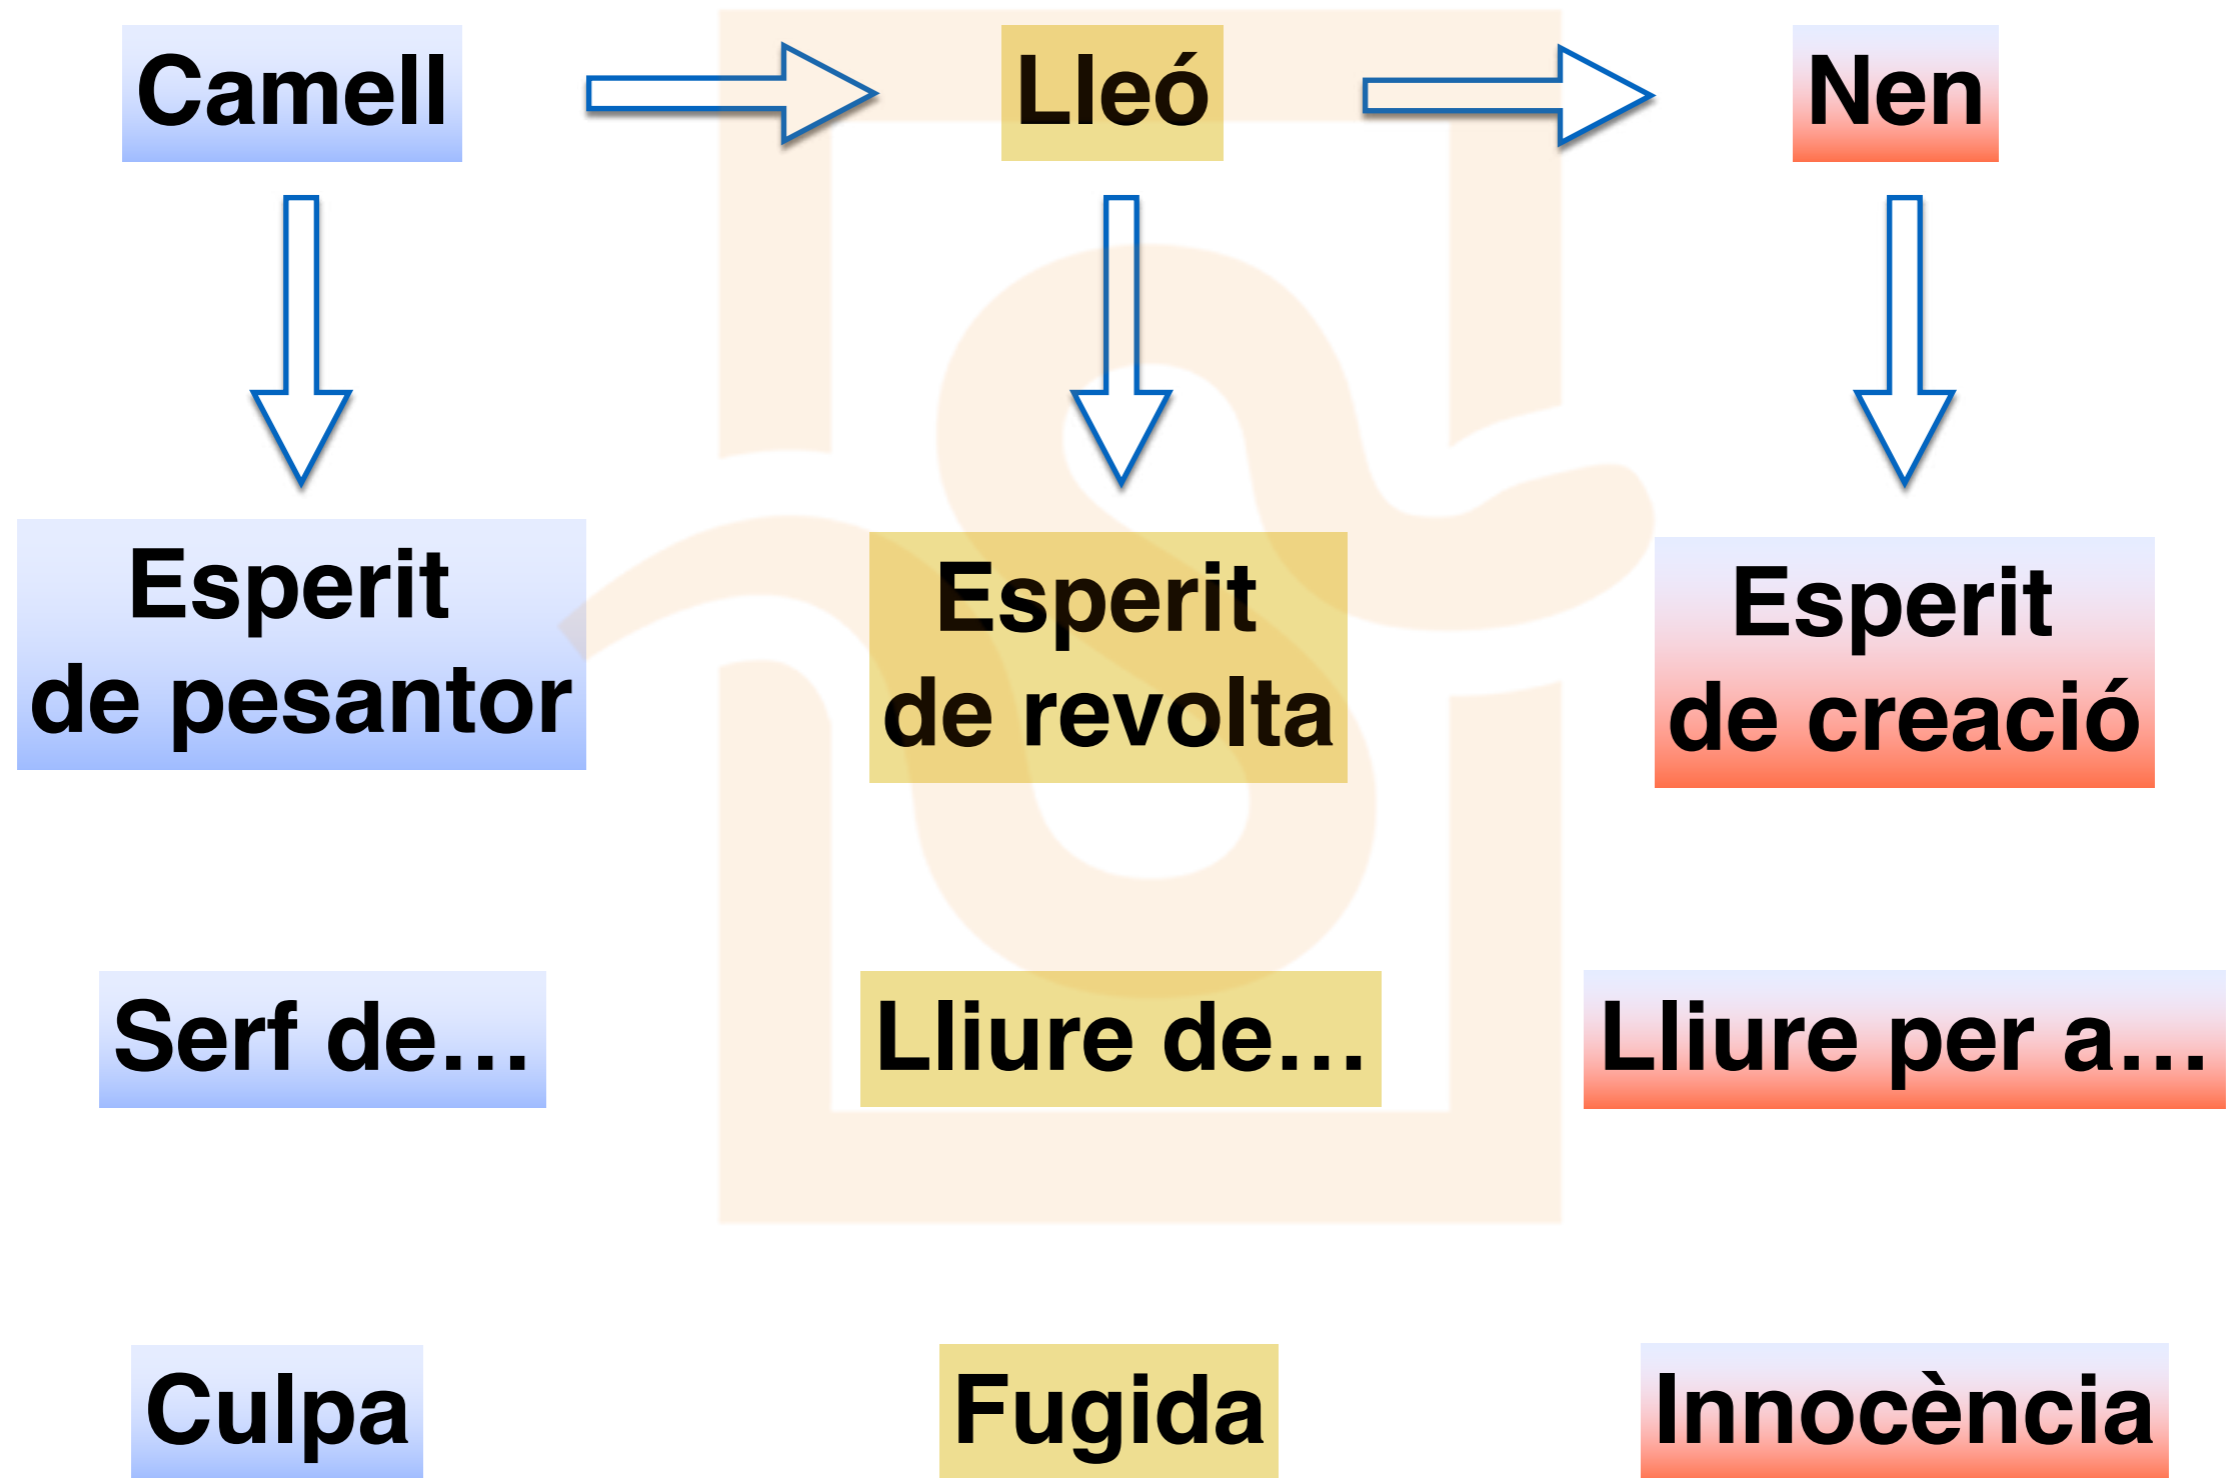 Camell
Lleó
Nen
Esperit
de pesantor
Esperit
de revolta
Esperit
de creació
Serf de…
Lliure de…
Lliure per a…
Culpa
Fugida
Innocència